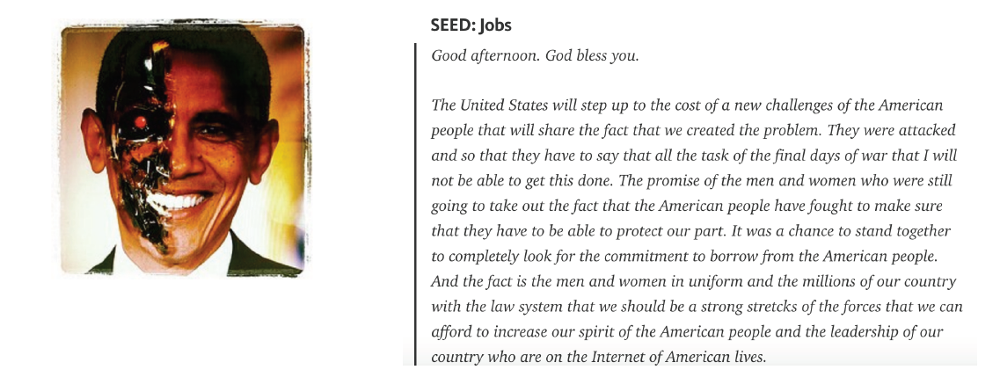 SEED: Jobs
Good afternoon. God bless you.
The United States will step up to the cost of a new challenges of the American
people that will share the fact that we created the problem. They were attacked
and so that they have to say that all the task of the final days of war that I will
not be able to get this done. The promise of the men and women who were still
going to take out the fact that the American people have fought to make sure
that they have to be able to protect our part. It was a chance to stand together
to completely look for the commitment to borrow from the American people.
And the fact is the men and women in uniform and the millions of our country
with the law system that we should be a strong stretcks of the forces that we can
afford to increase our spirit of the American people and the leadership of our
country who are on the Internet of American lives.